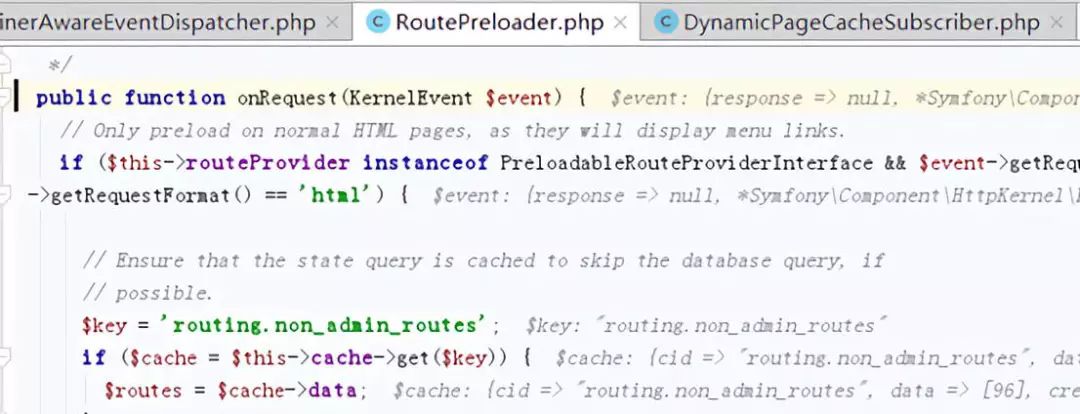 inerAwareEventDispatcher.php × C RoutePreloader.php × C DynamicPageCacheSubscriber.php ×
*/
public function onRequest(KernelEvent $event) { $event: {response => null, *Symfony\Compone
// Only preload on normal HTML pages, as they will display menu links.
if ($this->routeProvider instanceof PreloadableRouteProviderInterface && $event->getRequ
->getRequestFormat() == 'html') { $event: {response => null, *Symfony\Component\HttpKernel\
// Ensure that the state query is cached to skip the database query, if
// possible.
$key = 'routing.non_admin_routes'; $key: "routing.non_admin_routes"
if ($cache = $this->cache->get($key)) { $cache: {cid => "routing.non_admin_routes", dat
$routes = $cache->data; $cache: {cid => "routing.non_admin_routes", data => [96], cre